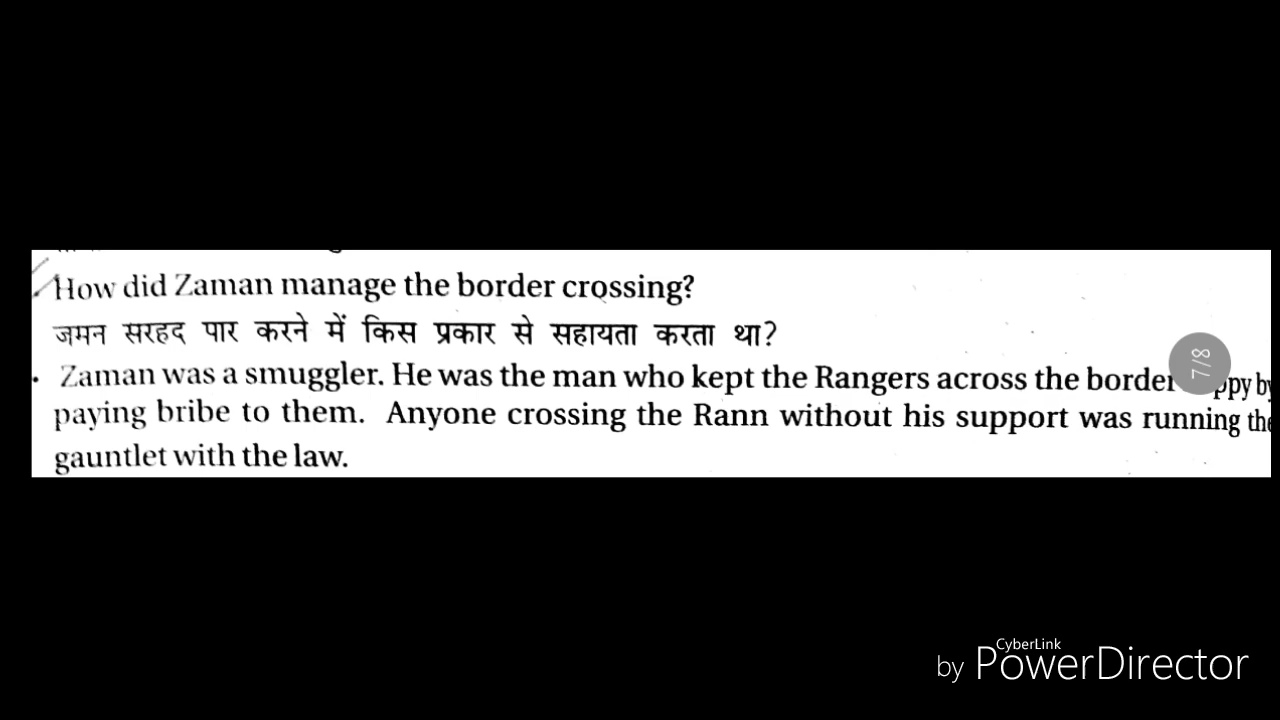 How did Zaman manage the border crossing?
जमन सरहद पार करने में किस प्रकार से सहायता करता था?
Zaman was a smuggler. He was the man who kept the Rangers across the border by
paying bribe to them. Anyone crossing the Rann without his support was running the
gauntlet with the law.
7/8
CyberLink
by PowerDirector